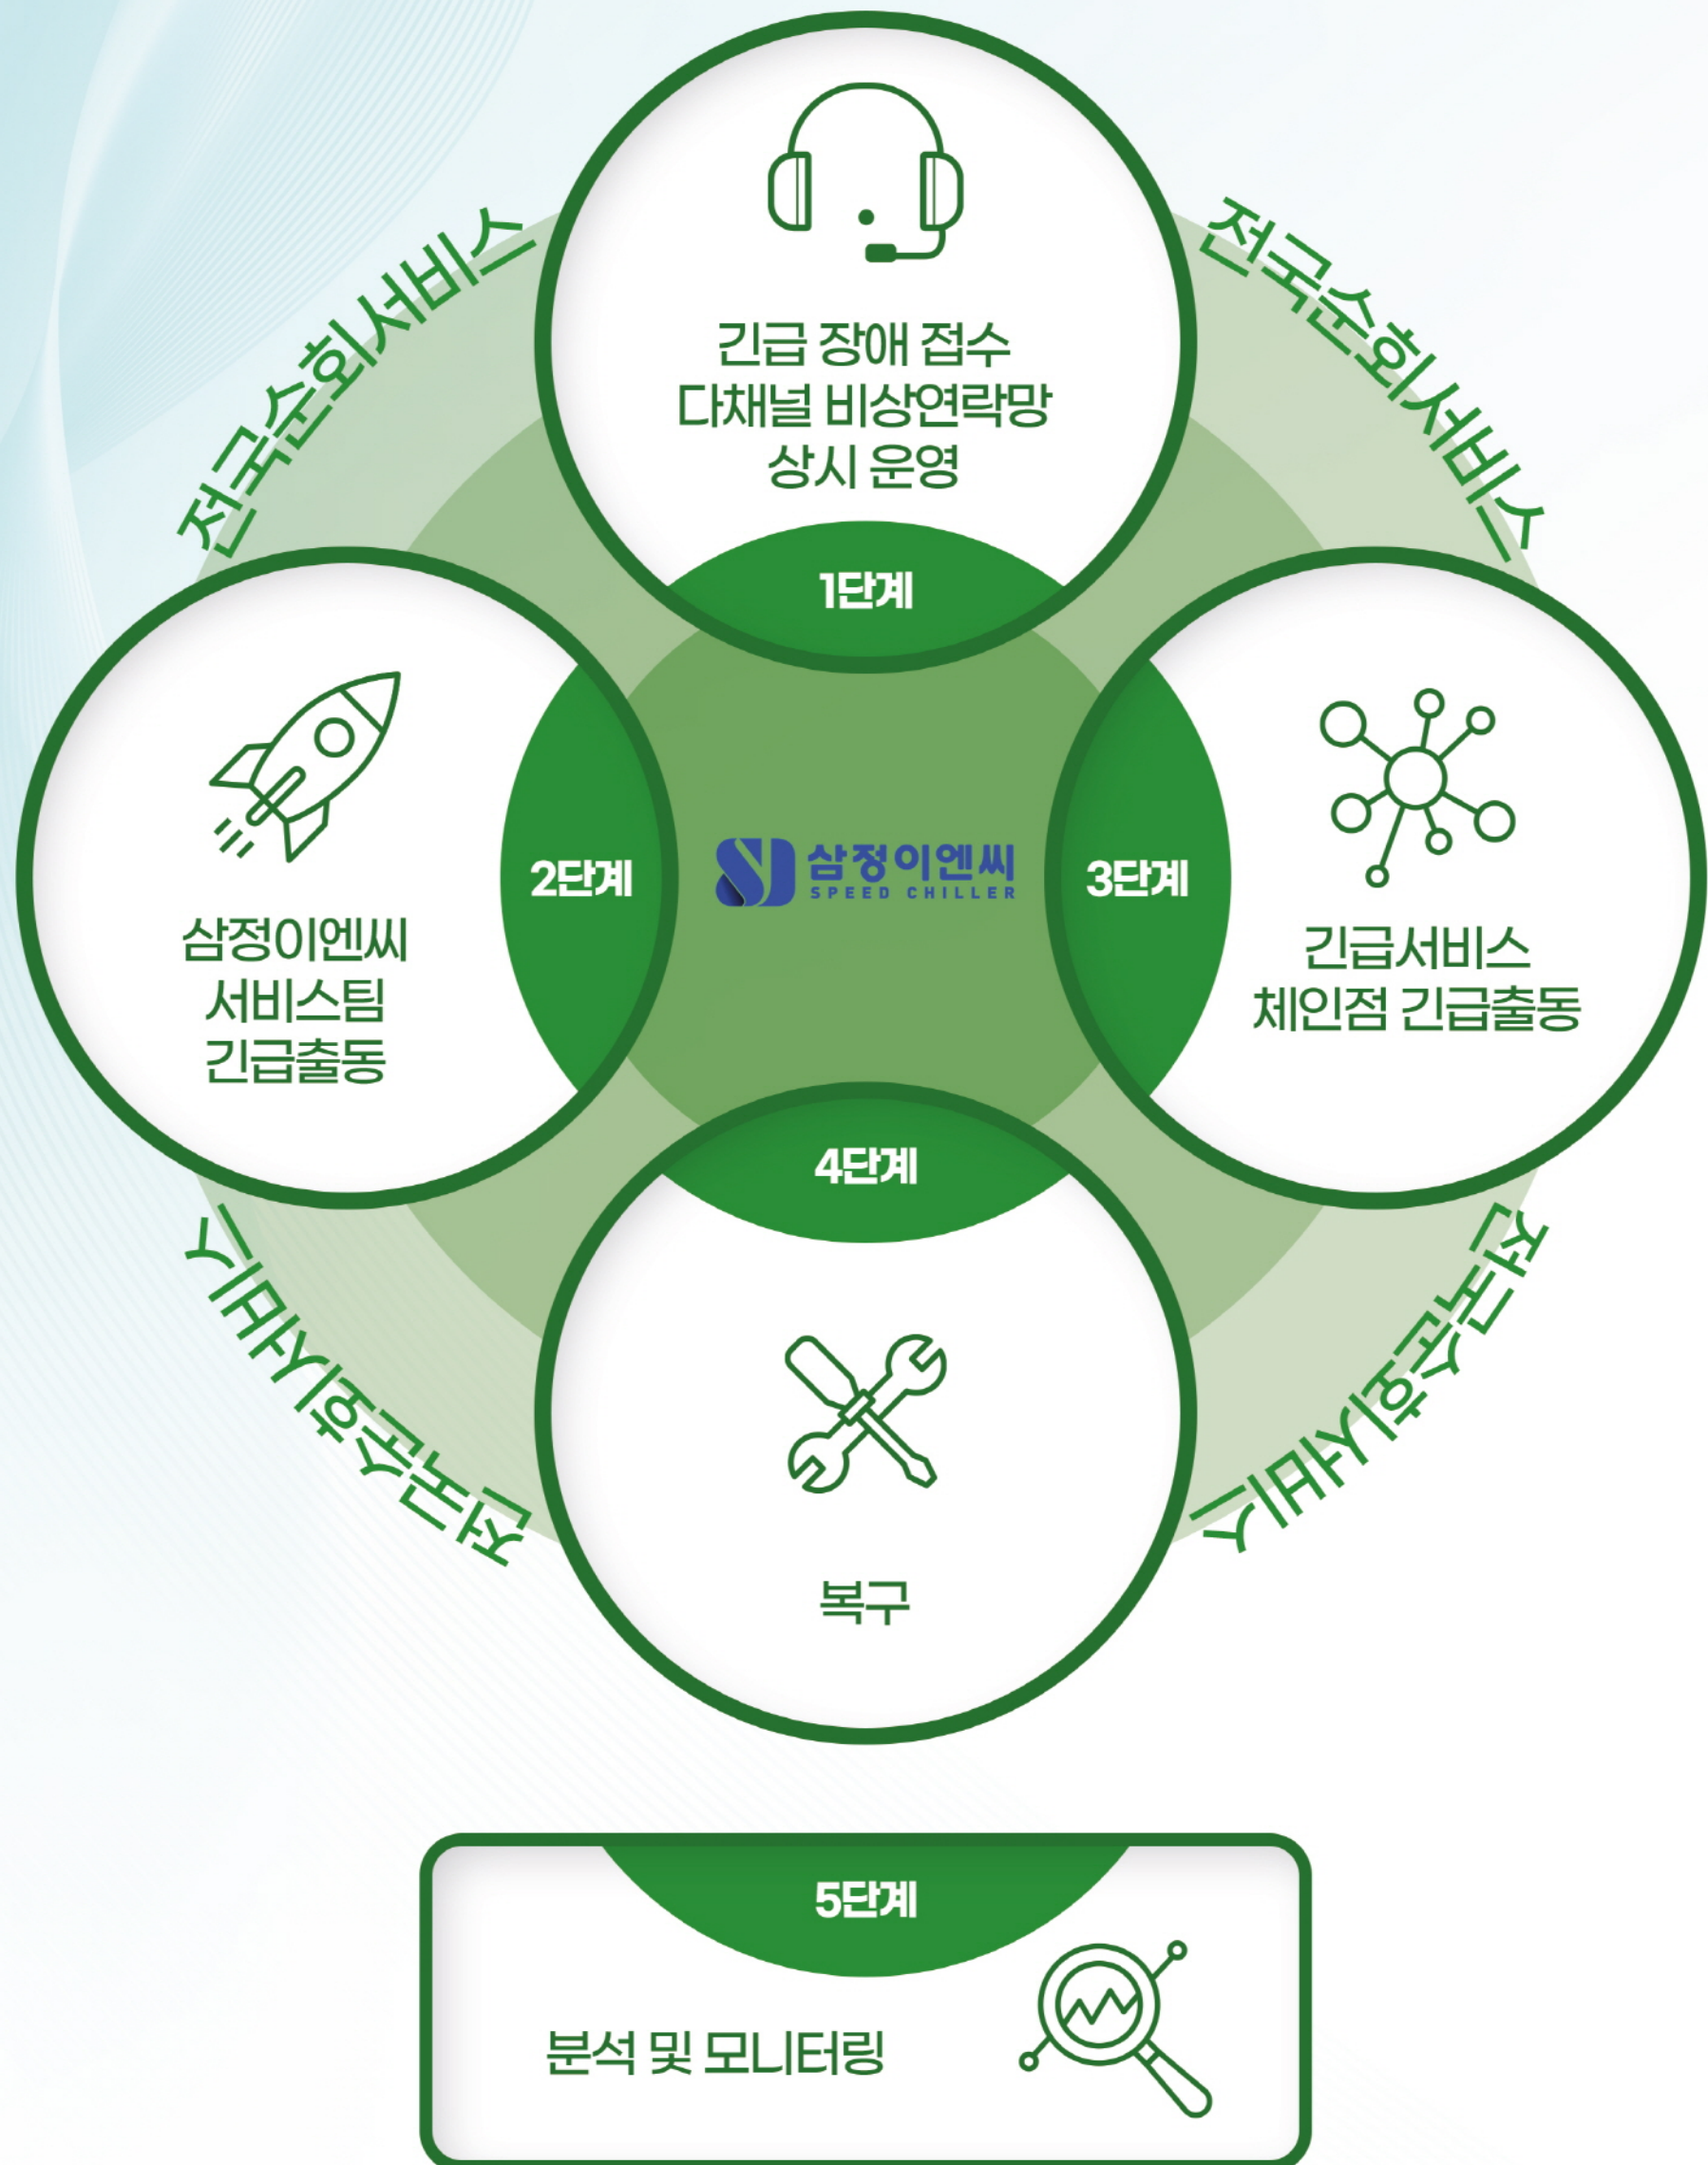 긴급 장애 접수
다채널 비상연락망
상시 운영
1단계
전국순회서비스
전국순회서비스
2단계
삼정이엔씨
서비스팀
긴급출동
삼정이엔씨
SPEED CHILLER
3단계
긴급서비스
체인점 긴급출동
4단계
복구
전국순회서비스
전국순회서비스
5단계
분석 및 모니터링